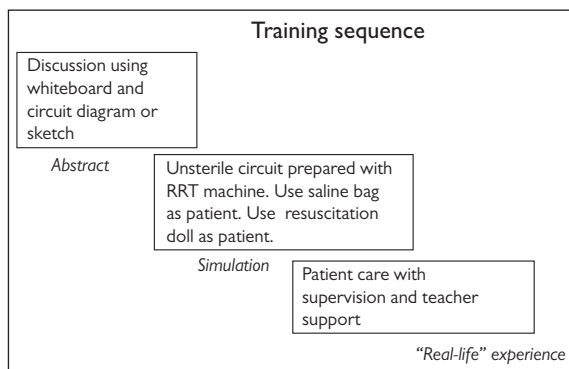 Training sequence
Discussion using
whiteboard and
circuit diagram or
sketch
Abstract
Unsterile circuit prepared with
RRT machine. Use saline bag
as patient. Use resuscitation
doll as patient.
Simulation
Patient care with
supervision and teacher
support
“Real-life” experience